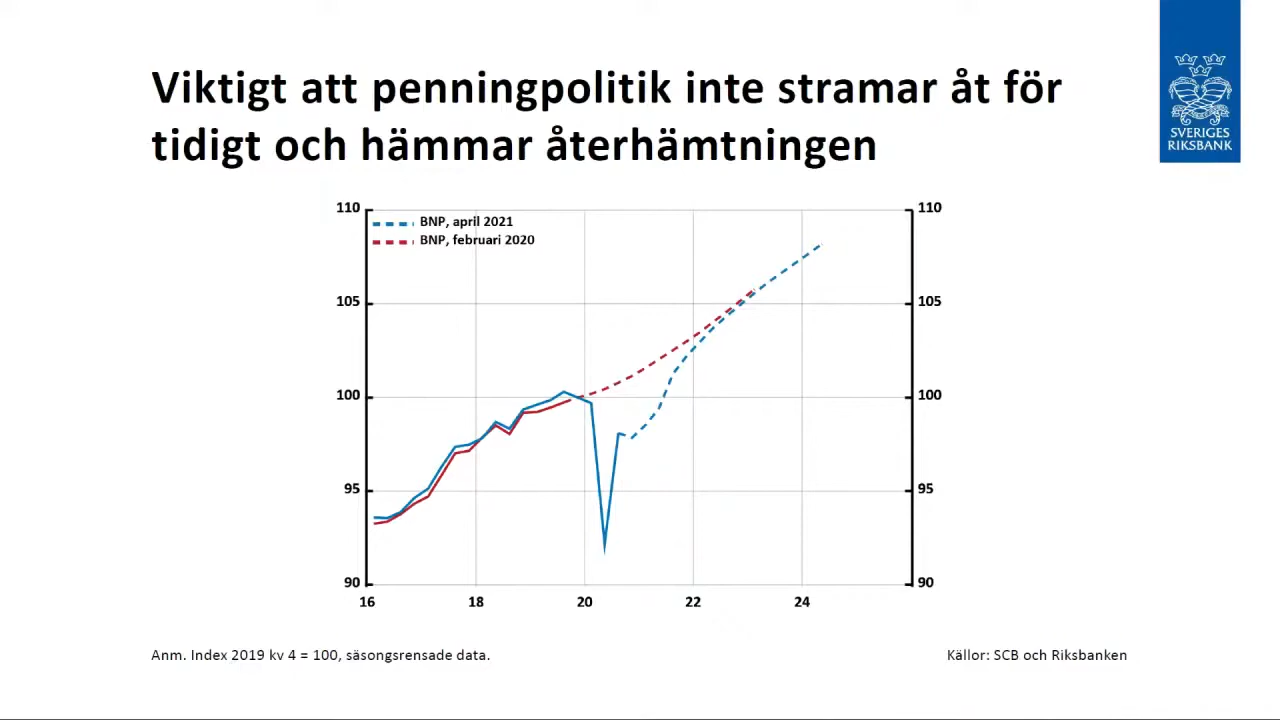 Viktigt att penningpolitik inte stramar åt för
tidigt och hämmar återhämtningen
SVERIGES
RIKSBANK
110
105
100
95
90
BNP, april 2021
BNP, februari 2020
110
105
100
95
90
16 18 20 22 24
Anm. Index 2019 kv 4 = 100, säsongsrensade data.
Källor: SCB och Riksbanken